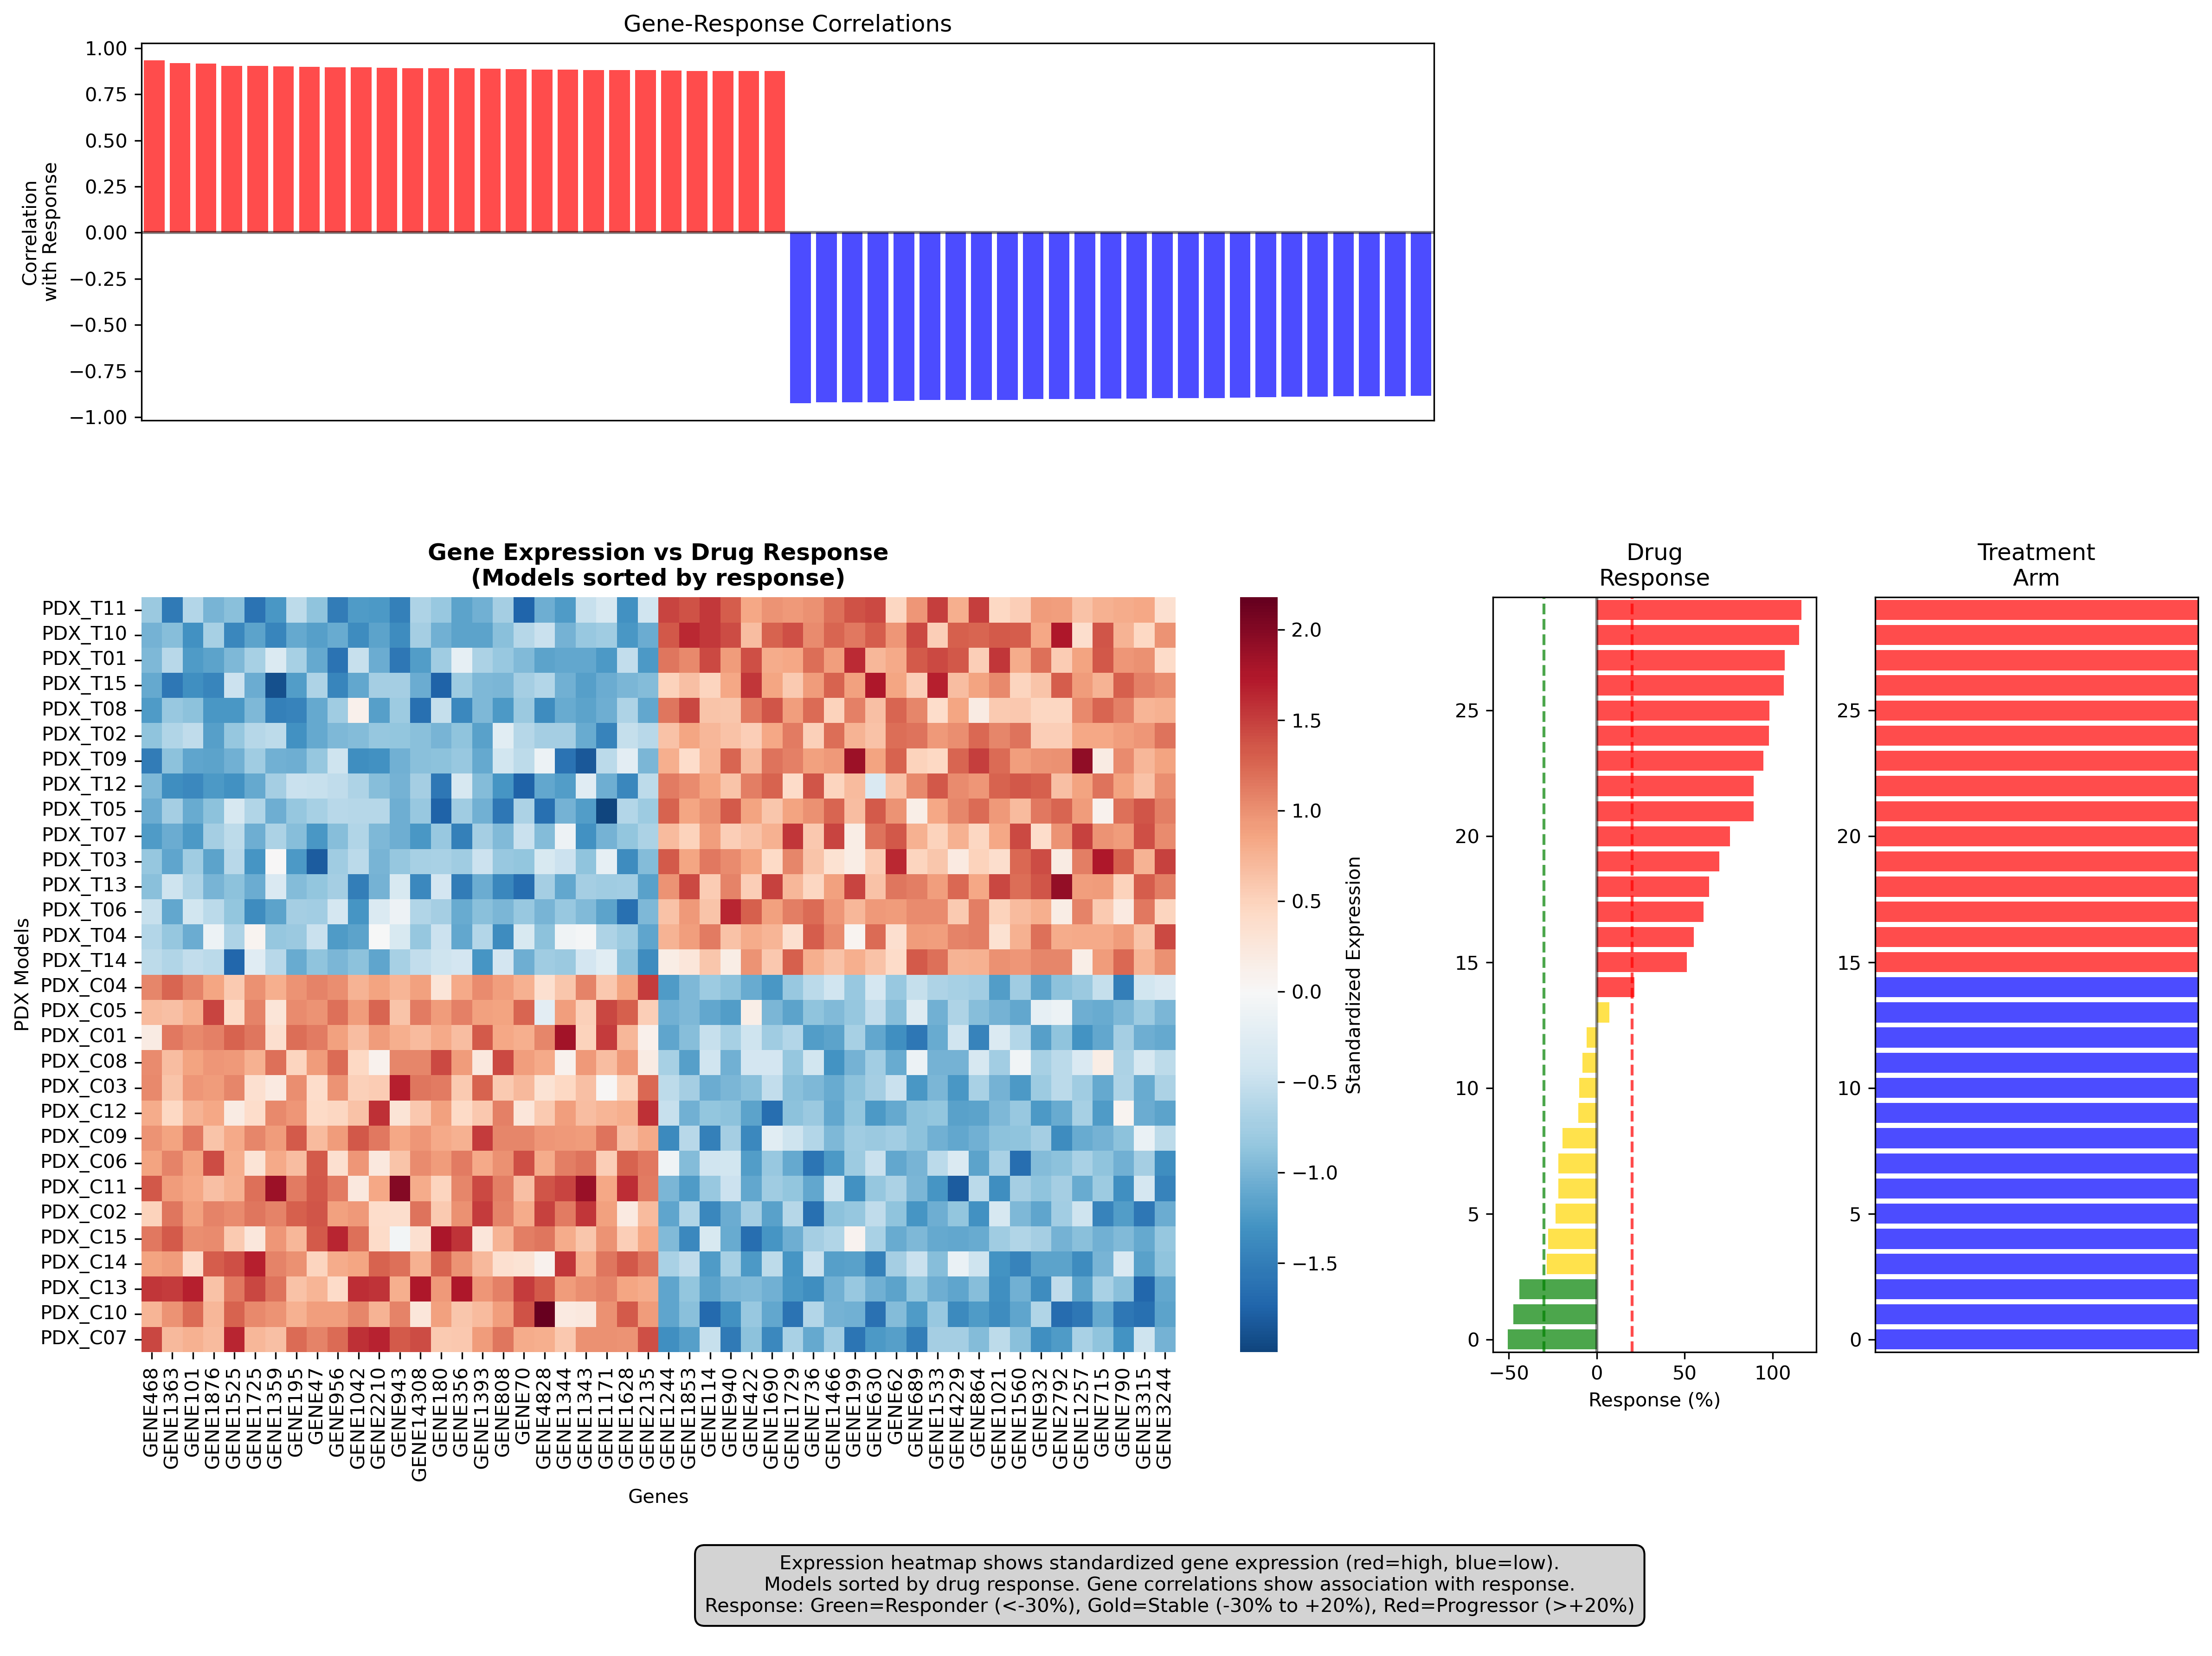 Gene-Response Correlations
Correlation
with Response
1.00
0.75
0.50
0.25
0.00
−0.25
−0.50
−0.75
−1.00
Gene Expression vs Drug Response
(Models sorted by response)
PDX Models
PDX_T11
PDX_T10
PDX_T01
PDX_T15
PDX_T08
PDX_T02
PDX_T09
PDX_T12
PDX_T05
PDX_T07
PDX_T03
PDX_T13
PDX_T06
PDX_T04
PDX_T14
PDX_C04
PDX_C05
PDX_C01
PDX_C08
PDX_C03
PDX_C12
PDX_C09
PDX_C06
PDX_C11
PDX_C02
PDX_C15
PDX_C14
PDX_C13
PDX_C10
PDX_C07
GENE468
GENE1363
GENE101
GENE1876
GENE1525
GENE1725
GENE1359
GENE195
GENE47
GENE956
GENE1042
GENE2210
GENE943
GENE14308
GENE180
GENE356
GENE1393
GENE808
GENE70
GENE4828
GENE1344
GENE1343
GENE1171
GENE1628
GENE2135
GENE1244
GENE1853
GENE114
GENE940
GENE422
GENE1690
GENE1729
GENE736
GENE1466
GENE199
GENE630
GENE62
GENE689
GENE1533
GENE4229
GENE864
GENE1021
GENE1560
GENE932
GENE2792
GENE1257
GENE715
GENE790
GENE3315
GENE3244
Genes
2.0
1.5
1.0
0.5
0.0
−0.5
−1.0
−1.5
Standardized Expression
Drug
Response
25
20
15
10
5
0
−50
0
50
100
Response (%)
Treatment
Arm
25
20
15
10
5
0
Expression heatmap shows standardized gene expression (red=high, blue=low).
Models sorted by drug response. Gene correlations show association with response.
Response: Green=Responder (<-30%), Gold=Stable (-30% to +20%), Red=Progressor (>+20%)